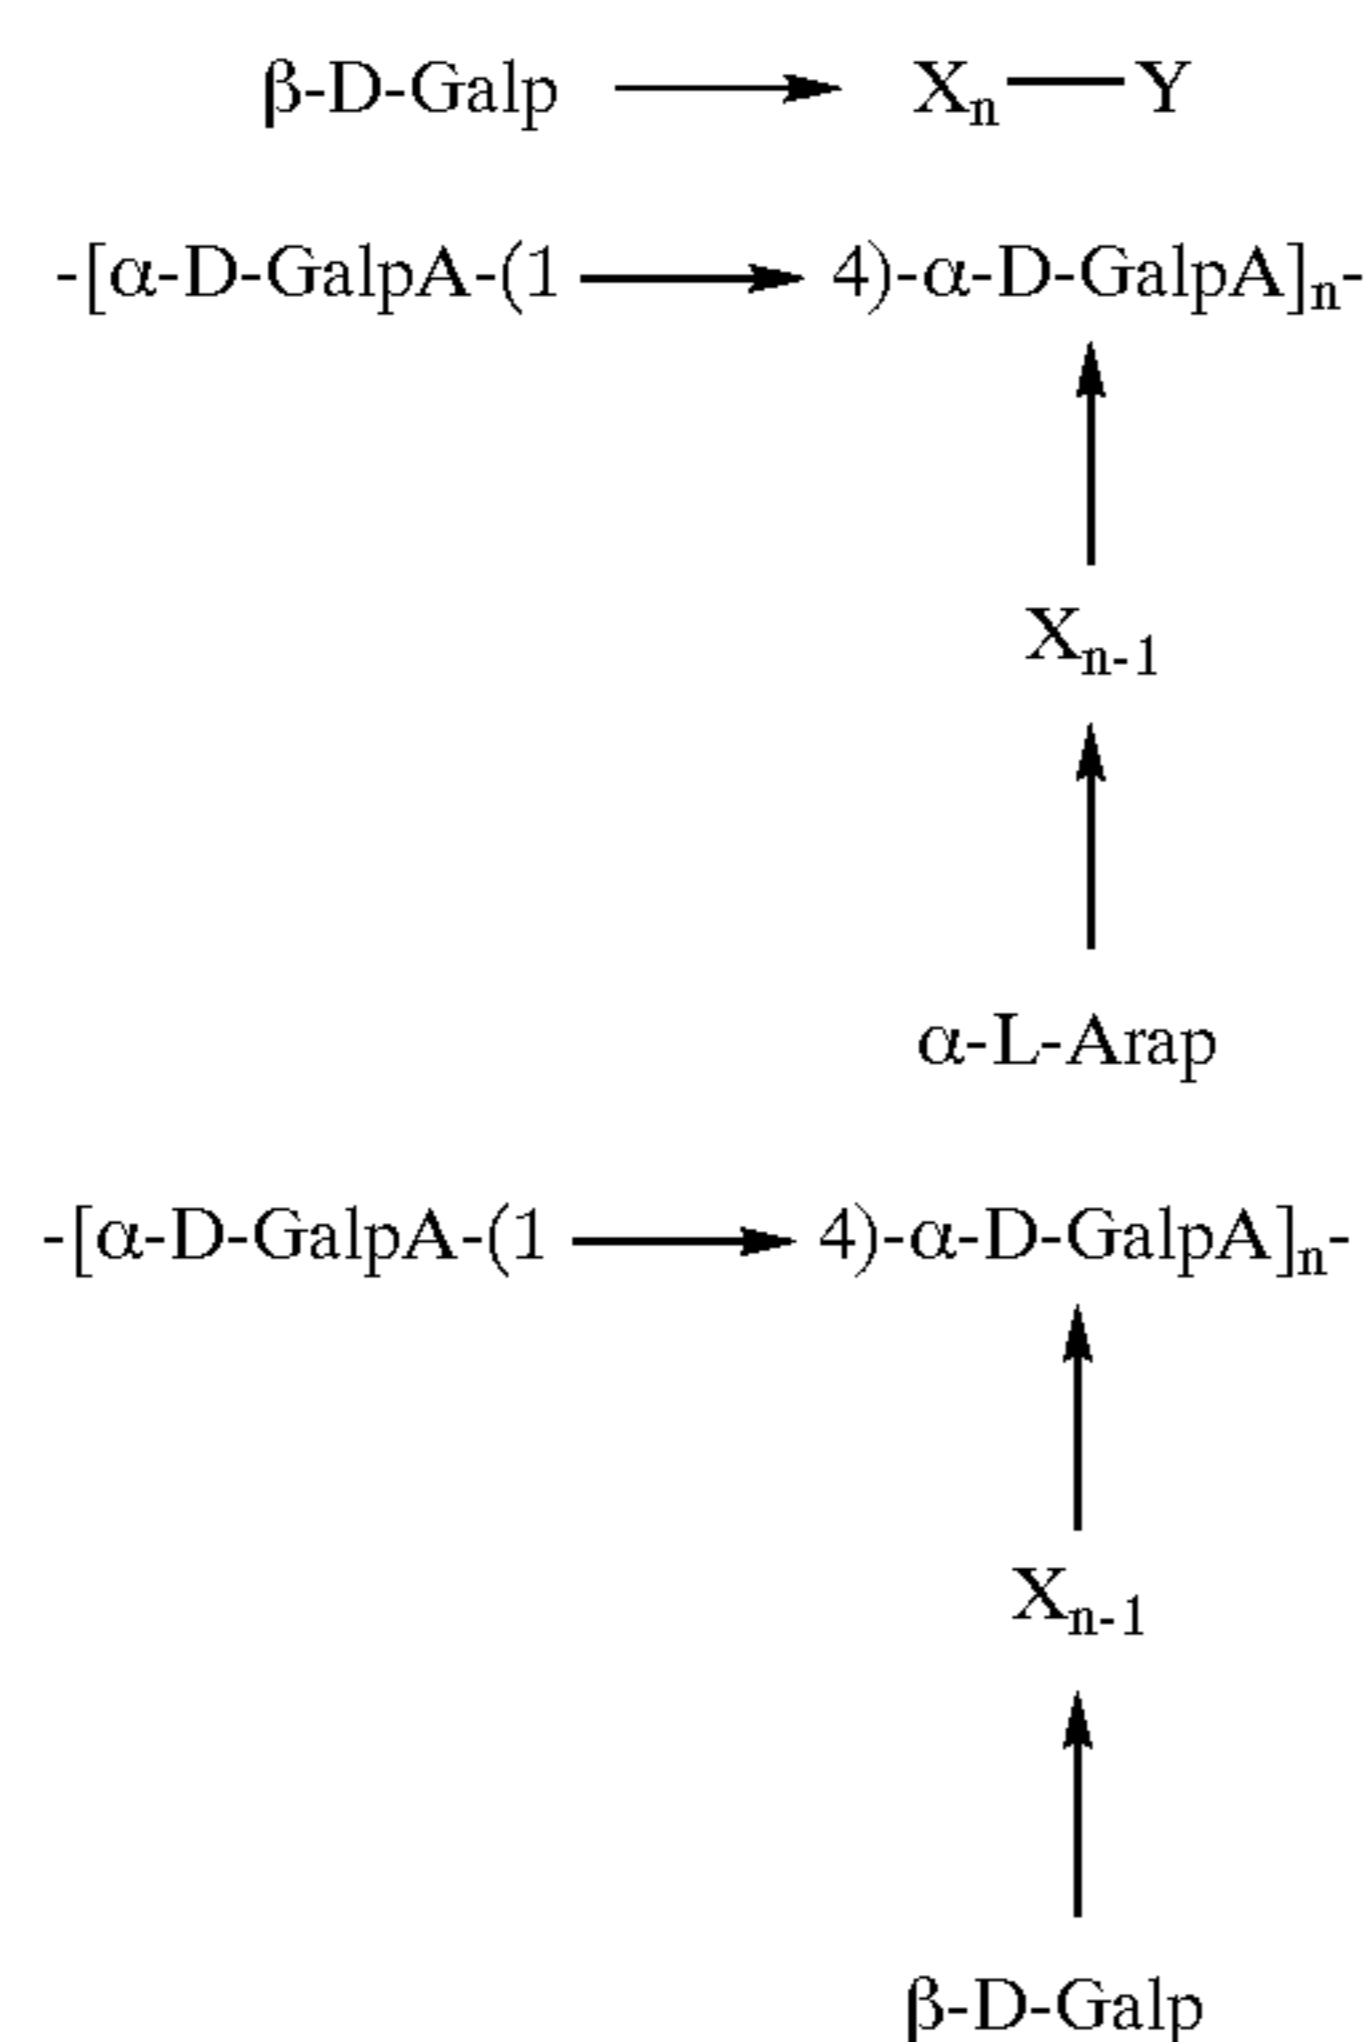 β-D-Galp ⟶ Xₙ—Y
-[α-D-GalpA-(1 ⟶ 4)-α-D-GalpA]ₙ-
Xₙ₋₁
α-L-Arap
-[α-D-GalpA-(1 ⟶ 4)-α-D-GalpA]ₙ-
Xₙ₋₁
β-D-Galp